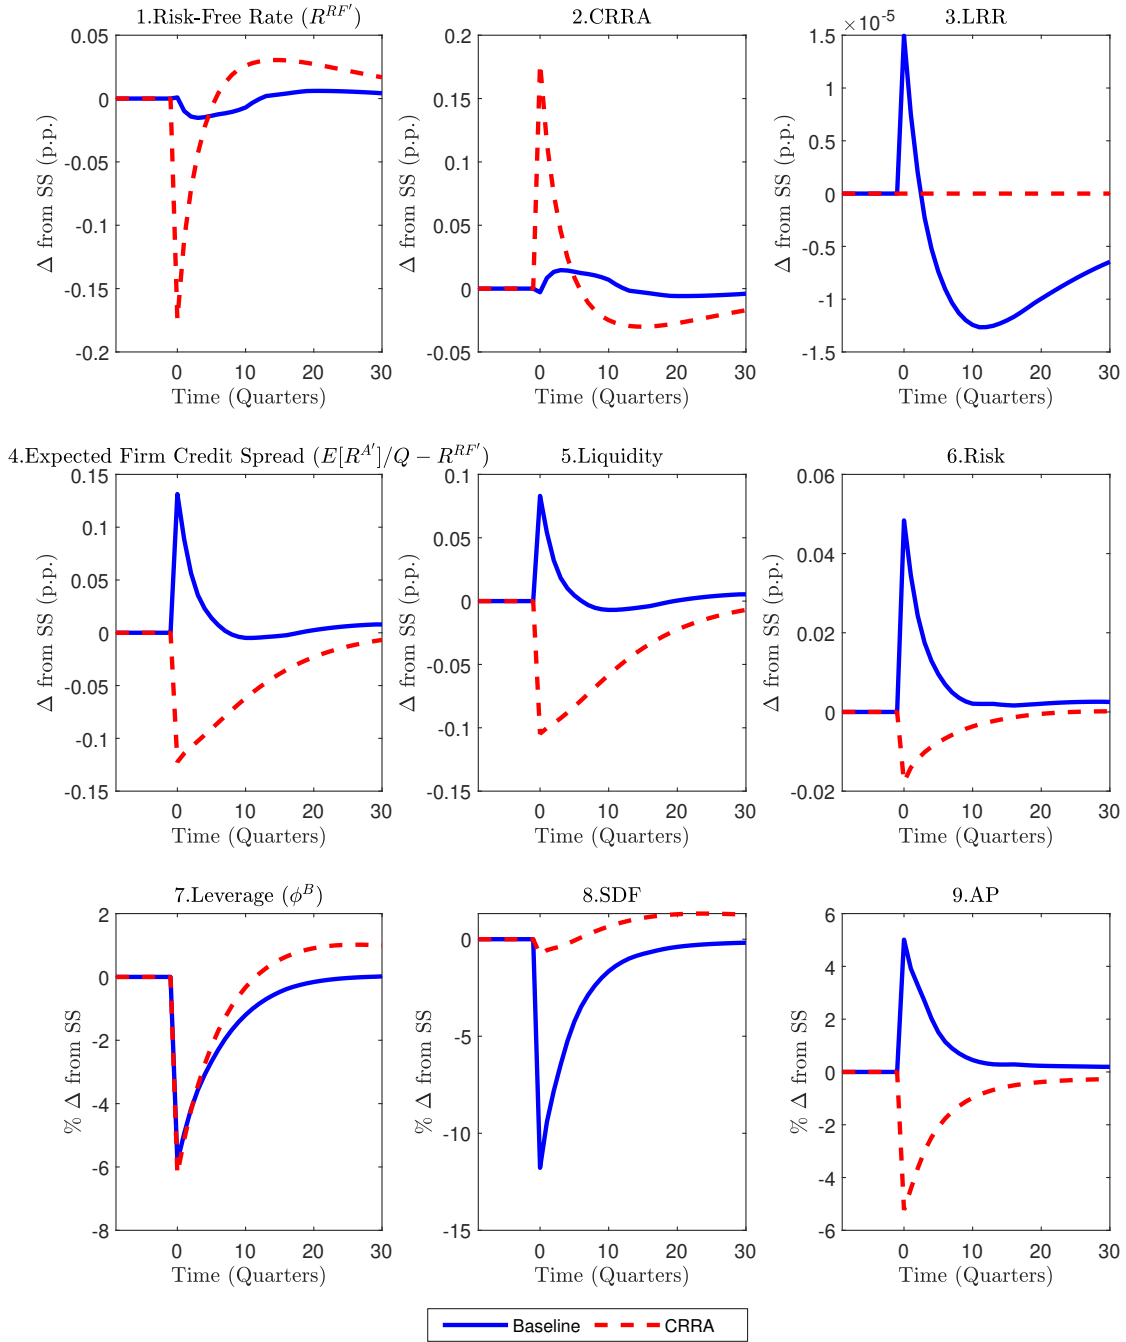 1.Risk-Free Rate (R^{RF'})
2.CRRA
3.LRR
×10^{-5}
0.05
0
-0.05
-0.1
-0.15
-0.2
Δ from SS (p.p.)
0 10 20 30
Time (Quarters)
0.2
0.15
0.1
0.05
0
-0.05
Δ from SS (p.p.)
0 10 20 30
Time (Quarters)
1.5
1
0.5
0
-0.5
-1
-1.5
Δ from SS (p.p.)
0 10 20 30
Time (Quarters)
4.Expected Firm Credit Spread (E[R^{A'}]/Q − R^{RF'})
5.Liquidity
6.Risk
0.15
0.1
0.05
0
-0.05
-0.1
-0.15
Δ from SS (p.p.)
0 10 20 30
Time (Quarters)
0.1
0.05
0
-0.05
-0.1
-0.15
Δ from SS (p.p.)
0 10 20 30
Time (Quarters)
0.06
0.04
0.02
0
-0.02
Δ from SS (p.p.)
0 10 20 30
Time (Quarters)
7.Leverage (ϕ^B)
8.SDF
9.AP
2
0
-2
-4
-6
-8
% Δ from SS
0 10 20 30
Time (Quarters)
0
-5
-10
-15
% Δ from SS
0 10 20 30
Time (Quarters)
6
4
2
0
-2
-4
-6
% Δ from SS
0 10 20 30
Time (Quarters)
Baseline CRRA